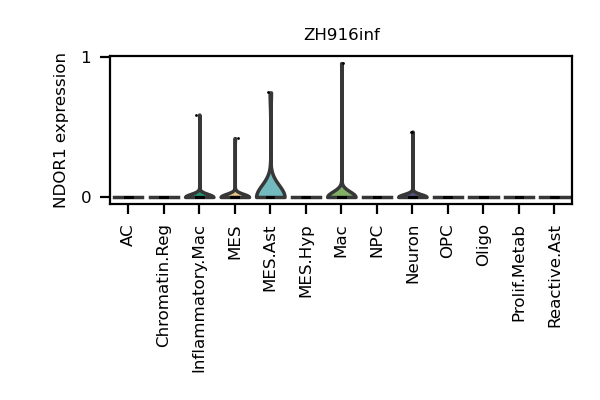 ZH916inf
NDOR1 expression
1
0
AC
Chromatin.Reg
Inflammatory.Mac
MES
MES.Ast
MES.Hyp
Mac
NPC
Neuron
OPC
Oligo
Prolif.Metab
Reactive.Ast